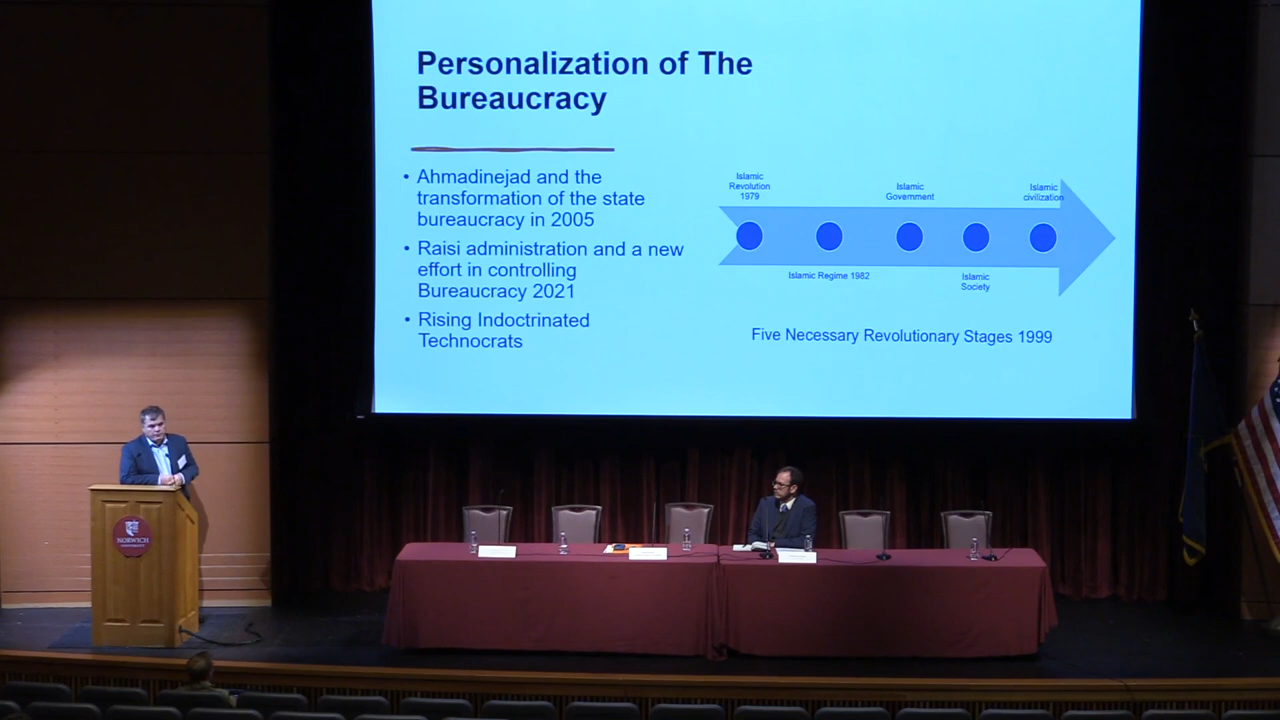 Personalization of The
Bureaucracy
• Ahmadinejad and the
transformation of the state
bureaucracy in 2005
• Raisi administration and a new
effort in controlling
Bureaucracy 2021
• Rising Indoctrinated
Technocrats
Islamic
Revolution
1979
Islamic
Government
Islamic
civilization
Islamic Regime 1982
Islamic
Society
Five Necessary Revolutionary Stages 1999
NORWICH
UNIVERSITY